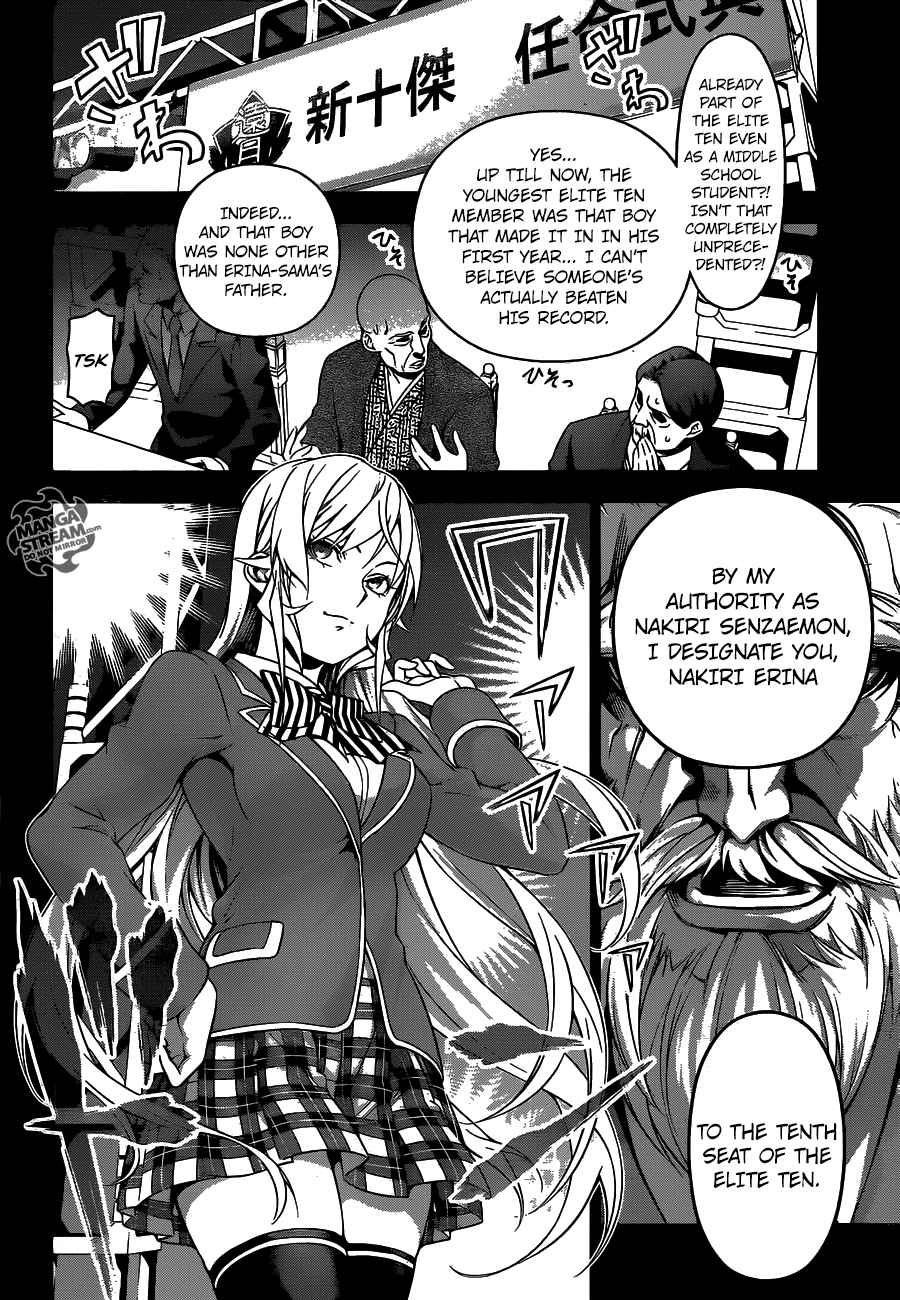 新十傑 任命式典
遠月
ざ
わ
ざ
わ
ALREADY
PART OF
THE ELITE
TEN EVEN
AS A MIDDLE
SCHOOL
STUDENT?!
ISN'T THAT
COMPLETELY
UNPRECE-
DENTED?!
YES...
UP TILL NOW, THE
YOUNGEST ELITE TEN
MEMBER WAS THAT BOY
THAT MADE IT IN IN HIS
FIRST YEAR... I CAN'T
BELIEVE SOMEONE'S
ACTUALLY BEATEN
HIS RECORD.
INDEED...
AND THAT BOY
WAS NONE OTHER
THAN ERINA-SAMA'S
FATHER.
ひそ
ひそ
ひそっ
TSK
BY MY
AUTHORITY AS
NAKIRI SENZAEMON,
I DESIGNATE YOU,
NAKIRI ERINA
TO THE TENTH
SEAT OF THE
ELITE TEN.
MANGA
STREAM.com
DO NOT MIRROR